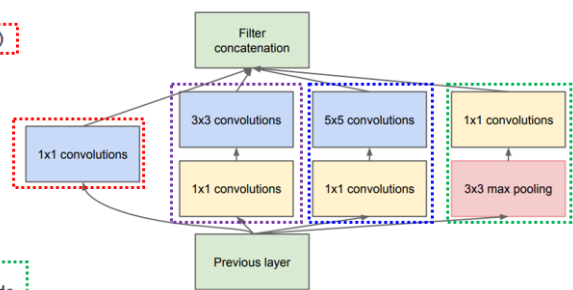 )
Filter
concatenation
3x3 convolutions
5x5 convolutions
1x1 convolutions
1x1 convolutions
1x1 convolutions
1x1 convolutions
3x3 max pooling
Previous layer